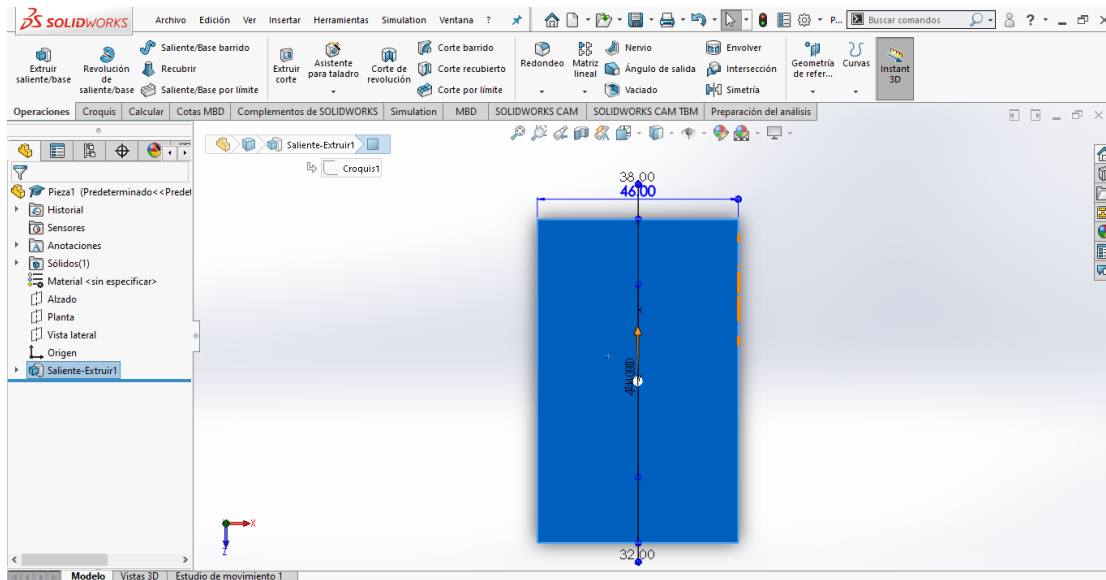 SOLIDWORKS Archivo Edición Ver Insertar Herramientas Simulation Ventana ? P... Buscar comandos ?
Extruir saliente/base
Revolución de saliente/base
Saliente/Base barrido
Recubrir
Saliente/Base por límite
Extruir corte
Asistente para taladro
Corte de revolución
Corte barrido
Corte recubierto
Corte por límite
Redondeo
Matriz lineal
Nervio
Ángulo de salida
Vaciado
Envolver
Intersección
Simetría
Geometría de refer...
Curvas
Instant 3D
Operaciones Croquis Calcular Cotas MBD Complementos de SOLIDWORKS Simulation MBD SOLIDWORKS CAM SOLIDWORKS CAM TBM Preparación del análisis
Saliente-Extruir1
Croquis1
Pieza1 (Predeterminado<<Predet
Historial
Sensores
Anotaciones
Sólidos(1)
Material <sin especificar>
Alzado
Planta
Vista lateral
Origen
Saliente-Extruir1
38.00
46.00
32.00
X
Z
Modelo Vistas 3D Estudio de movimiento 1